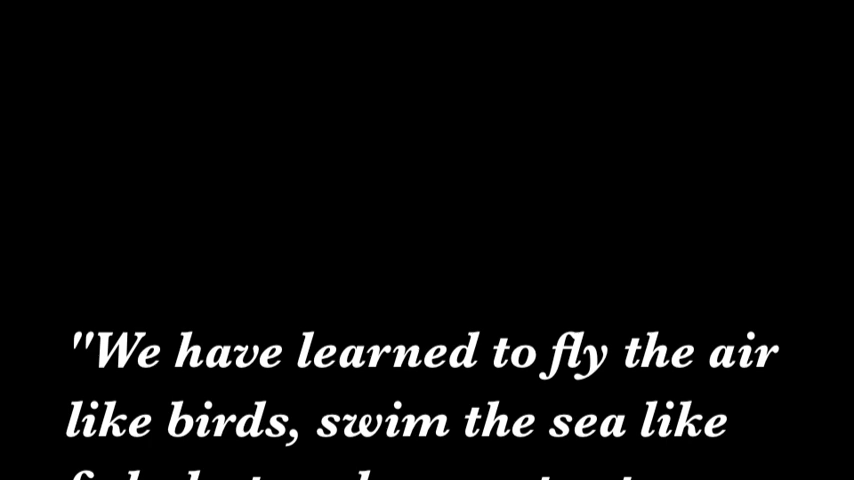 "We have learned to fly the air
like birds, swim the sea like